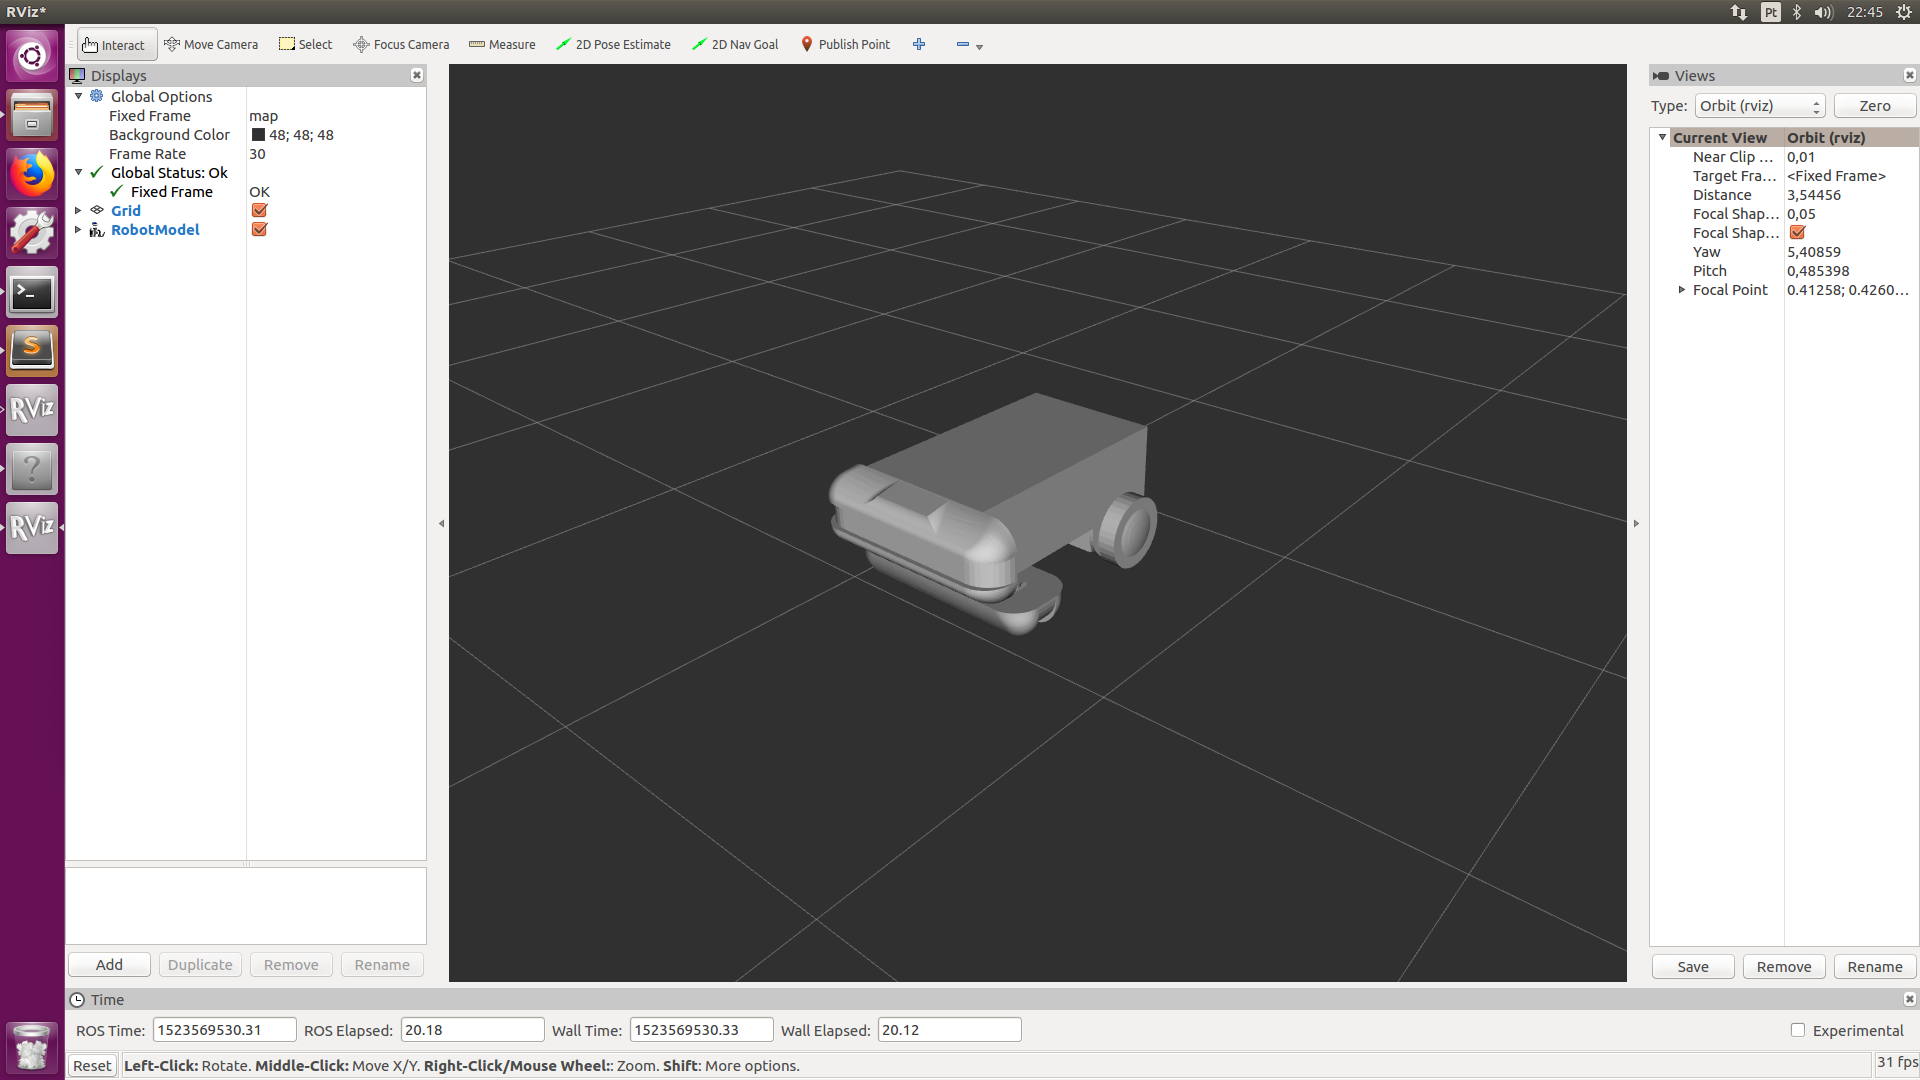 RViz*
Pt 22:45
Interact Move Camera Select Focus Camera Measure 2D Pose Estimate 2D Nav Goal Publish Point
Displays
Global Options
Fixed Frame map
Background Color 48; 48; 48
Frame Rate 30
Global Status: Ok
Fixed Frame OK
Grid
RobotModel
Add Duplicate Remove Rename
Views
Type: Orbit (rviz) Zero
Current View Orbit (rviz)
Near Clip ... 0,01
Target Fra... <Fixed Frame>
Distance 3,54456
Focal Shap... 0,05
Focal Shap...
Yaw 5,40859
Pitch 0,485398
Focal Point 0.41258; 0.4260...
Save Remove Rename
S
RViz
?
RViz
Time
ROS Time: 1523569530.31 ROS Elapsed: 20.18 Wall Time: 1523569530.33 Wall Elapsed: 20.12 Experimental
Reset Left-Click: Rotate. Middle-Click: Move X/Y. Right-Click/Mouse Wheel:: Zoom. Shift: More options. 31 fps